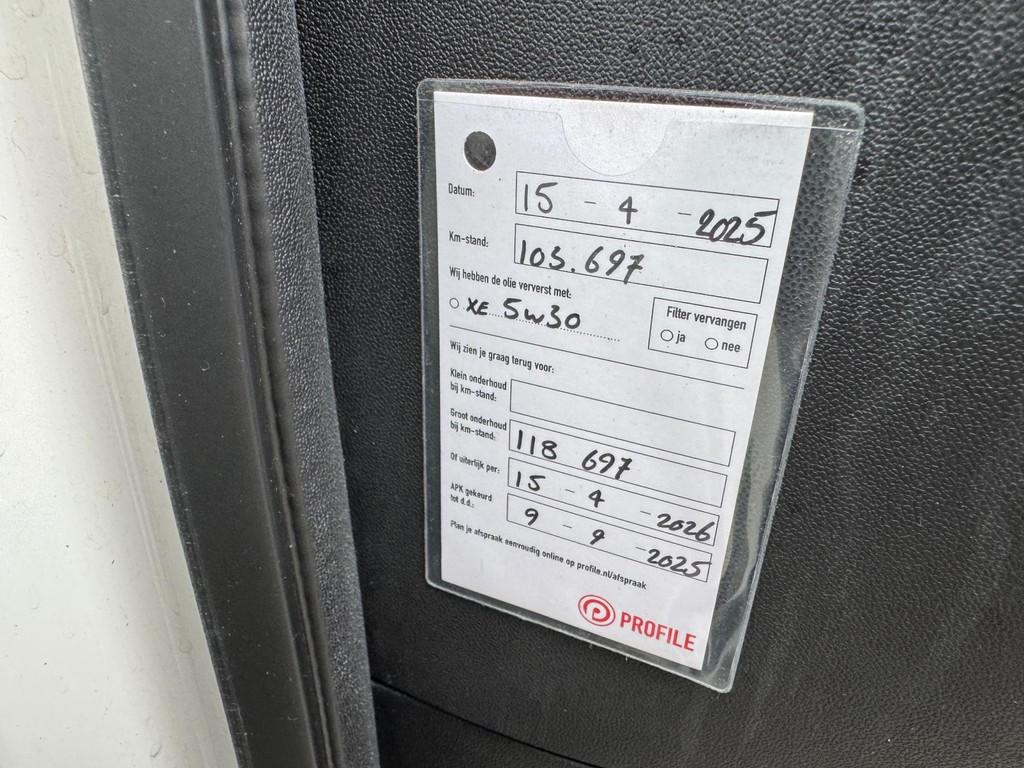 Datum: 15 - 4 - 2025
Km-stand: 103.697
Wij hebben de olie ververst met:
XE 5W30
Filter vervangen
ja nee
Wij zien je graag terug voor:
Klein onderhoud
bij km-stand:
Groot onderhoud
bij km-stand: 118 697
Of uiterlijk per: 15 - 4 - 2026
APK gekeurd
tot d.d.: 9 - 9 - 2025
Plan je afspraak eenvoudig online op profile.nl/afspraak
PROFILE